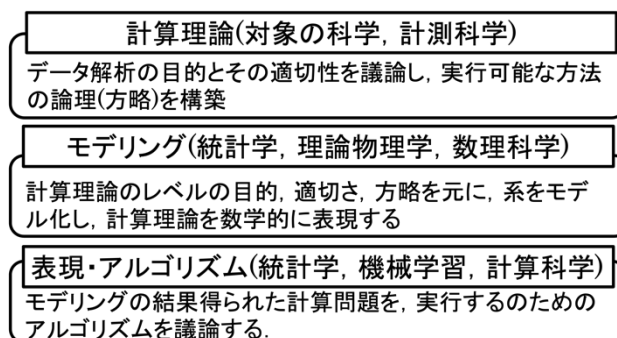 計算理論(対象の科学, 計測科学)
データ解析の目的とその適切性を議論し, 実行可能な方法
の論理(方略)を構築
モデリング(統計学, 理論物理学, 数理科学)
計算理論のレベルの目的, 適切さ, 方略を元に, 系をモデ
ル化し, 計算理論を数学的に表現する
表現・アルゴリズム(統計学, 機械学習, 計算科学)
モデリングの結果得られた計算問題を, 実行するのための
アルゴリズムを議論する.